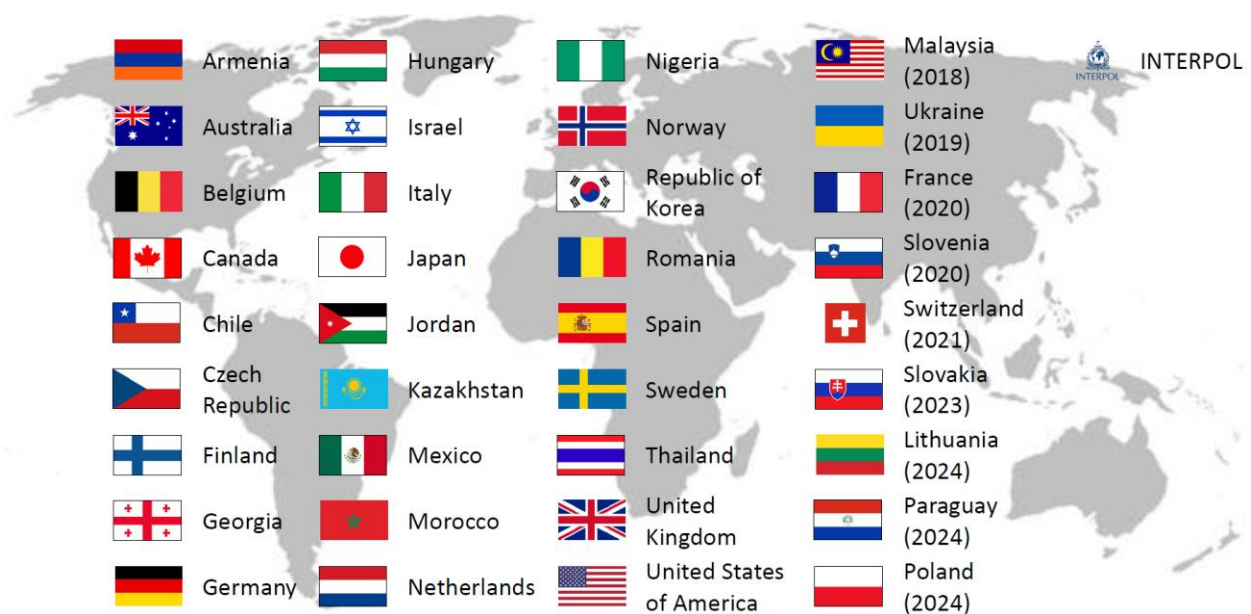 Armenia
Australia
Belgium
Canada
Chile
Czech
Republic
Finland
Georgia
Germany
Hungary
Israel
Italy
Japan
Jordan
Kazakhstan
Mexico
Morocco
Netherlands
Nigeria
Norway
Republic of
Korea
Romania
Spain
Sweden
Thailand
United
Kingdom
United States
of America
Malaysia
(2018)
Ukraine
(2019)
France
(2020)
Slovenia
(2020)
Switzerland
(2021)
Slovakia
(2023)
Lithuania
(2024)
Paraguay
(2024)
Poland
(2024)
INTERPOL
INTERPOL